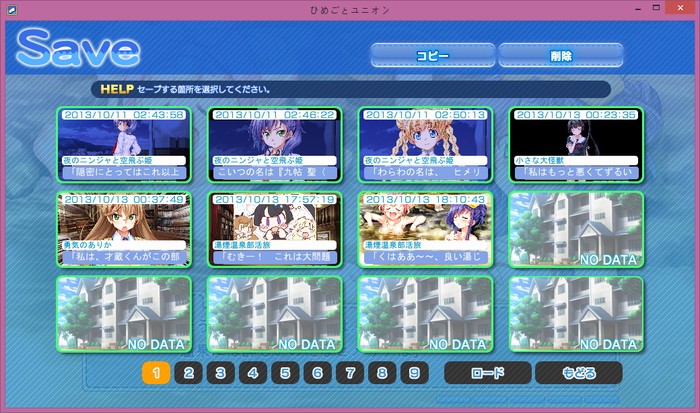 ひめごとユニオン
Save
コピー
削除
HELP セーブする箇所を選択してください。
2013/10/11 02:43:58
夜のニンジャと空飛ぶ姫
「隠密にとってはこれ以上
2013/10/11 02:46:22
夜のニンジャと空飛ぶ姫
こいつの名は『九帖 聖（
2013/10/11 02:50:13
夜のニンジャと空飛ぶ姫
「わらわの名は、 ヒメリ
2013/10/13 00:23:35
小さな大怪獣
「私はもっと悪くてずるい
2013/10/13 00:37:49
勇気のありか
「私は、才蔵くんがこの部
2013/10/13 17:57:19
湯煙温泉部活旅
「むきー！ これは大問題
2013/10/13 18:10:43
湯煙温泉部活旅
「くはああ～～、良い湯じ
NO DATA
NO DATA
NO DATA
NO DATA
NO DATA
1 2 3 4 5 6 7 8 9
ロード
もどる